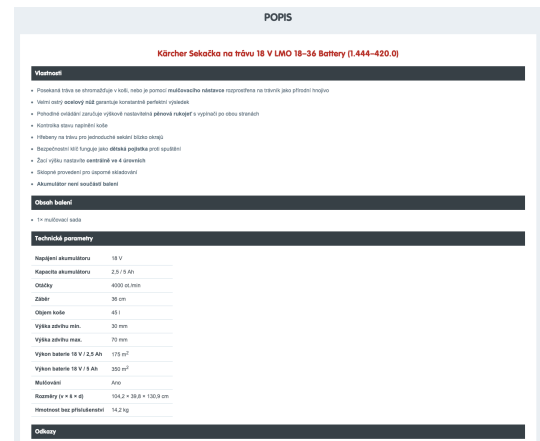 POPIS
Kärcher Sekačka na trávu 18 V LMO 18–36 Battery (1.444–420.0)
Vlastnosti
Posekaná tráva se shromažďuje v koši, nebo je pomocí mulčovacího nástavce rozprostřena na trávník jako přírodní hnojivo
Velmi ostrý ocelový nůž garantuje konstantně perfektní výsledek
Pohodlné ovládání zaručuje výškově nastavitelná pěnová rukojeť s vypínači po obou stranách
Kontrolka stavu naplnění koše
Hřebeny na trávu pro jednoduché sekání blízko okrajů
Bezpečnostní klíč funguje jako dětská pojistka proti spuštění
Žací výšku nastavíte centrálně ve 4 úrovních
Sklopné provedení pro úsporné skladování
Akumulátor není součástí balení
Obsah balení
1× mulčovací sada
Technické parametry
Napájení akumulátoru 18 V
Kapacita akumulátoru 2,5 / 5 Ah
Otáčky 4000 ot./min
Záběr 36 cm
Objem koše 45 l
Výška zdvihu min. 30 mm
Výška zdvihu max. 70 mm
Výkon baterie 18 V / 2,5 Ah 175 m²
Výkon baterie 18 V / 5 Ah 350 m²
Mulčování Ano
Rozměry (v × š × d) 104,2 × 39,6 × 130,9 cm
Hmotnost bez příslušenství 14,2 kg
Odkazy